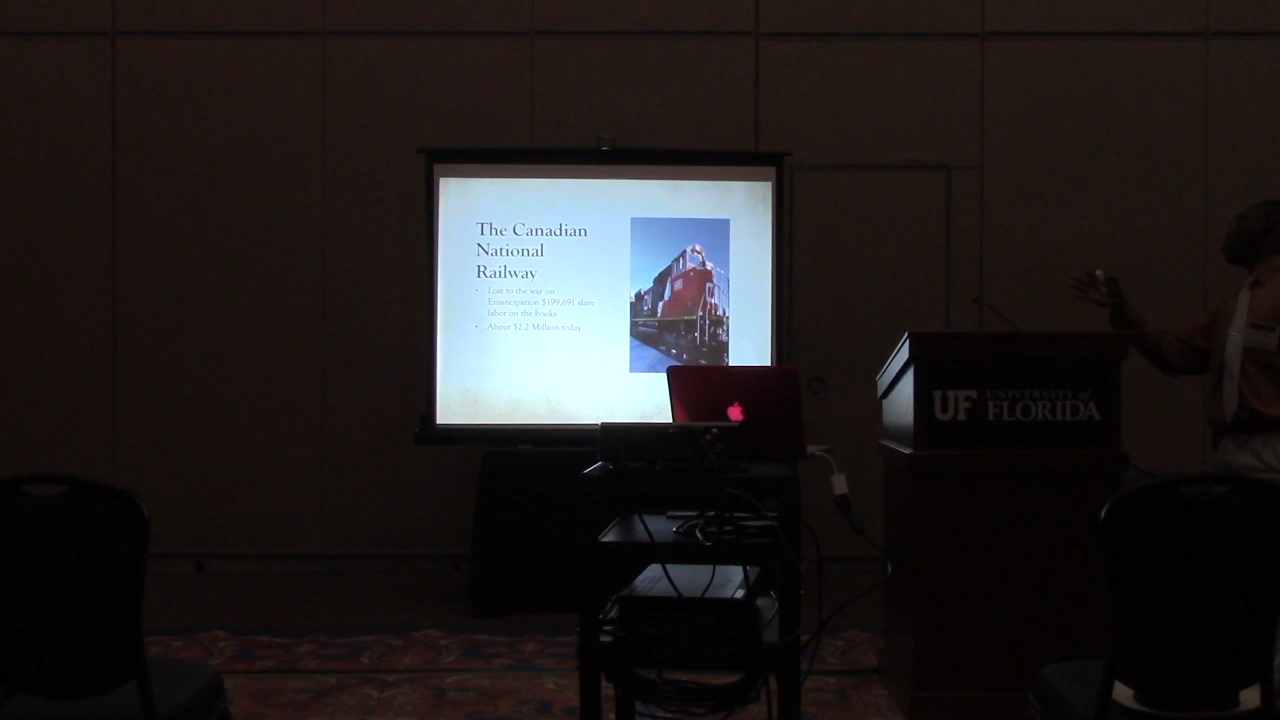 The Canadian
National
Railway
• Lost to the war on
Emancipation $199,691 slave
labor on the books
• About $2.2 Million today
CN
UF UNIVERSITY of
FLORIDA